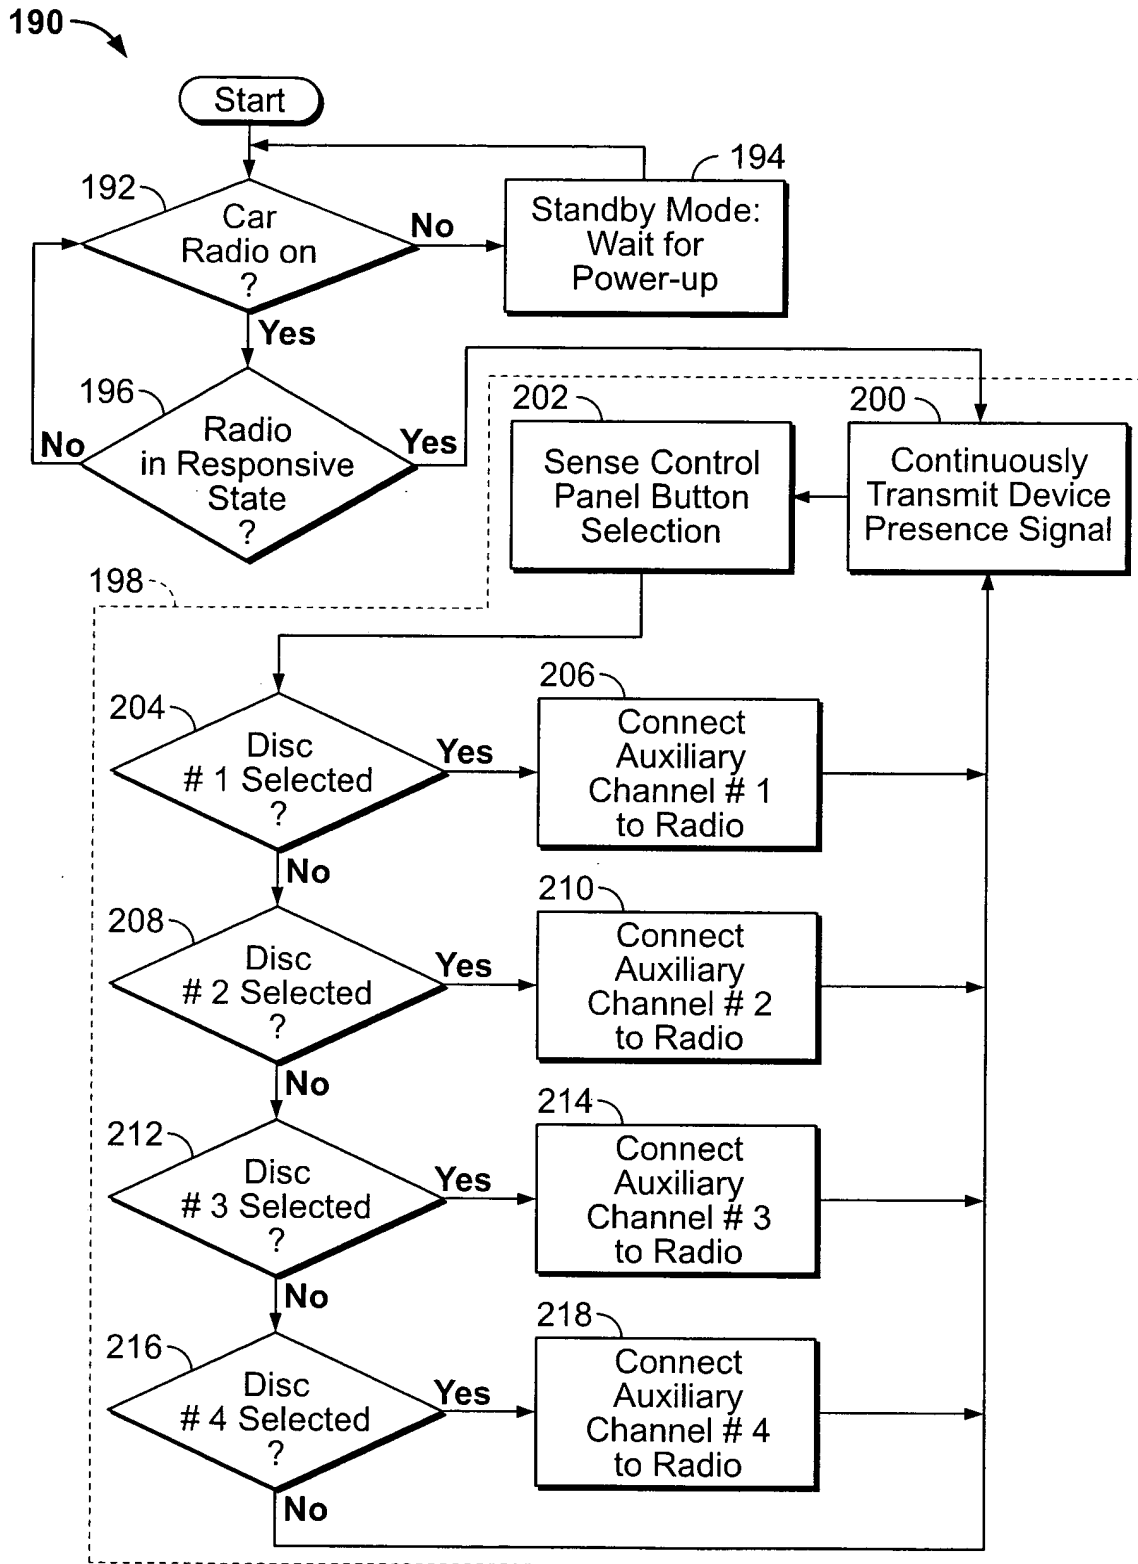 190
Start
192
Car
Radio on
?
No
194
Standby Mode:
Wait for
Power-up
Yes
196
Radio
in Responsive
State
?
No
Yes
202
Sense Control
Panel Button
Selection
200
Continuously
Transmit Device
Presence Signal
198
204
Disc
# 1 Selected
?
Yes
206
Connect
Auxiliary
Channel # 1
to Radio
No
208
Disc
# 2 Selected
?
Yes
210
Connect
Auxiliary
Channel # 2
to Radio
No
212
Disc
# 3 Selected
?
Yes
214
Connect
Auxiliary
Channel # 3
to Radio
No
216
Disc
# 4 Selected
?
Yes
218
Connect
Auxiliary
Channel # 4
to Radio
No